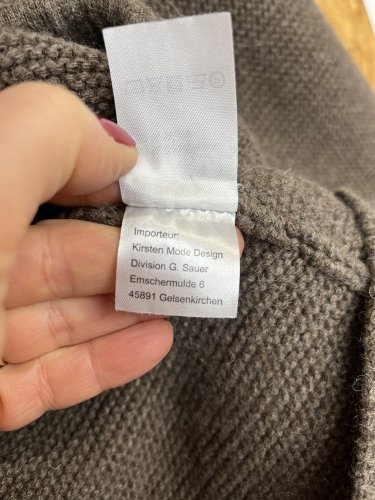 Importeur:
Kirsten Mode Design
Division G. Sauer
Emschermulde 6
45891 Gelsenkirchen